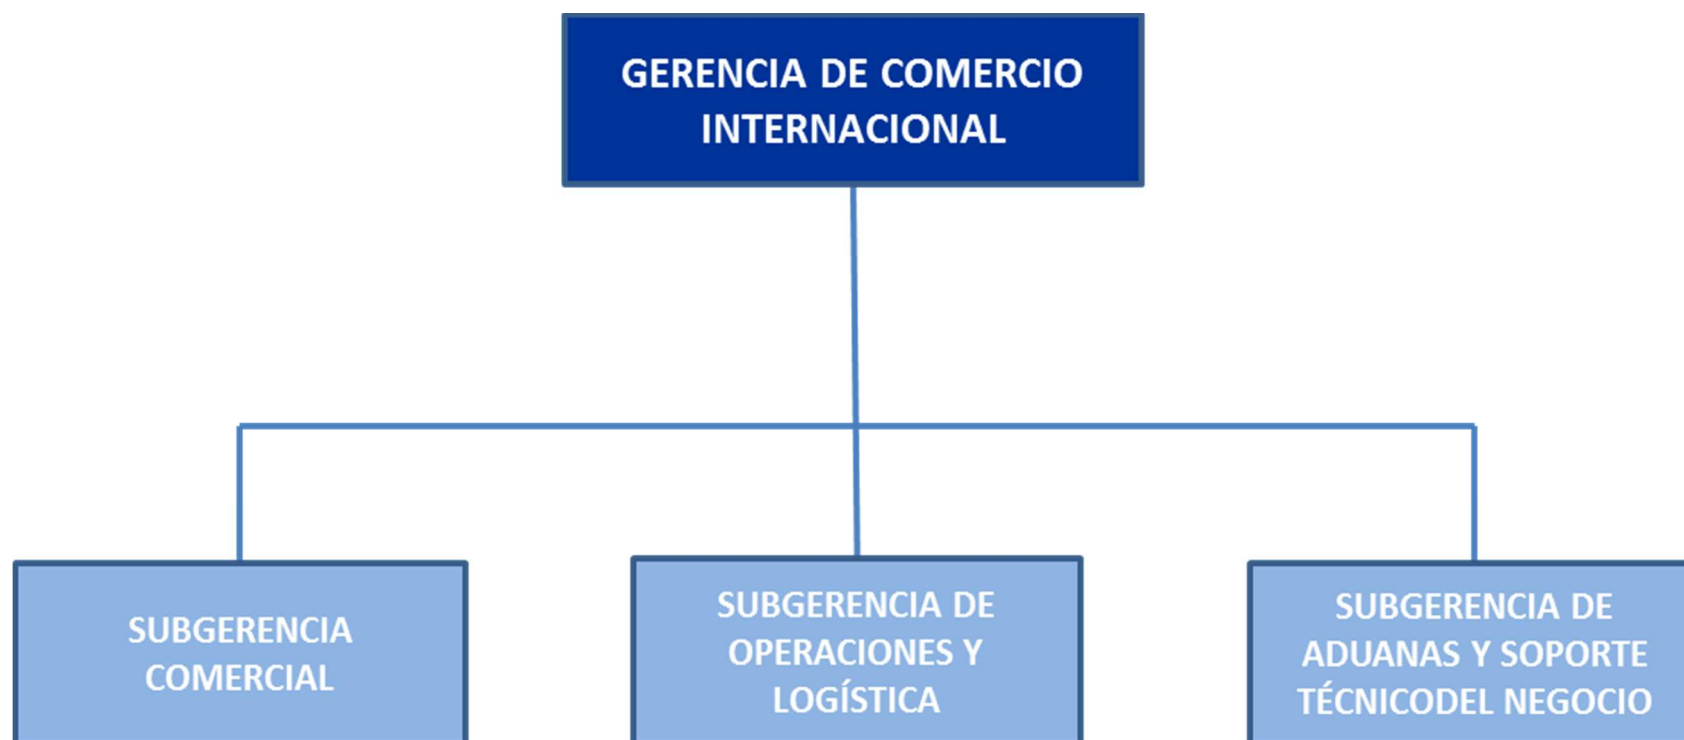 GERENCIA DE COMERCIO
INTERNACIONAL
SUBGERENCIA
COMERCIAL
SUBGERENCIA DE
OPERACIONES Y
LOGÍSTICA
SUBGERENCIA DE
ADUANAS Y SOPORTE
TÉCNICODEL NEGOCIO